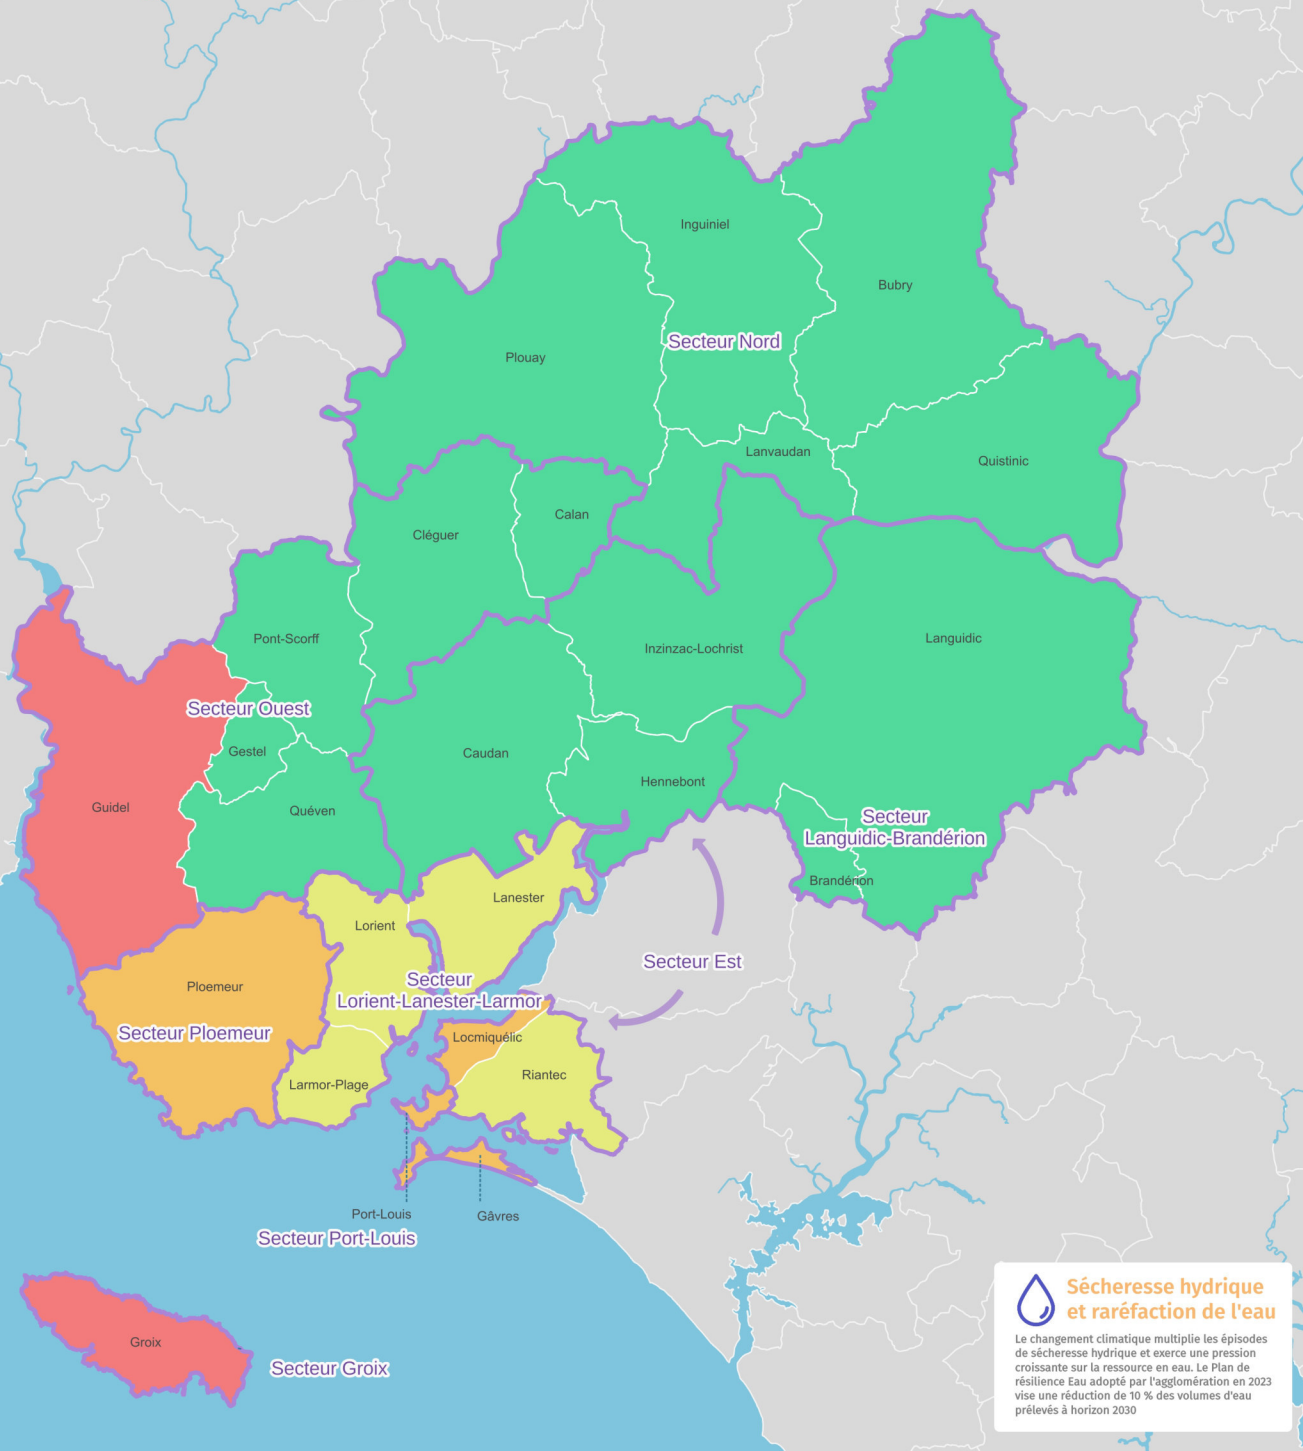 Inguiniel
Bubry
Secteur Nord
Plouay
Lanvaudan
Quistinic
Calan
Cléguer
Pont-Scorff
Inzinzac-Lochrist
Languidic
Secteur Ouest
Gestel
Caudan
Hennebont
Guidel
Quéven
Secteur
Languidic-Brandérion
Brandérion
Lanester
Lorient
Secteur Est
Secteur
Lorient-Lanester-Larmor
Ploemeur
Secteur Ploemeur
Locmiquélic
Riantec
Larmor-Plage
Port-Louis
Gâvres
Secteur Port-Louis
Groix
Secteur Groix
Sécheresse hydrique
et raréfaction de l'eau
Le changement climatique multiplie les épisodes
de sécheresse hydrique et exerce une pression
croissante sur la ressource en eau. Le Plan de
résilience Eau adopté par l'agglomération en 2023
vise une réduction de 10 % des volumes d'eau
prélevés à horizon 2030